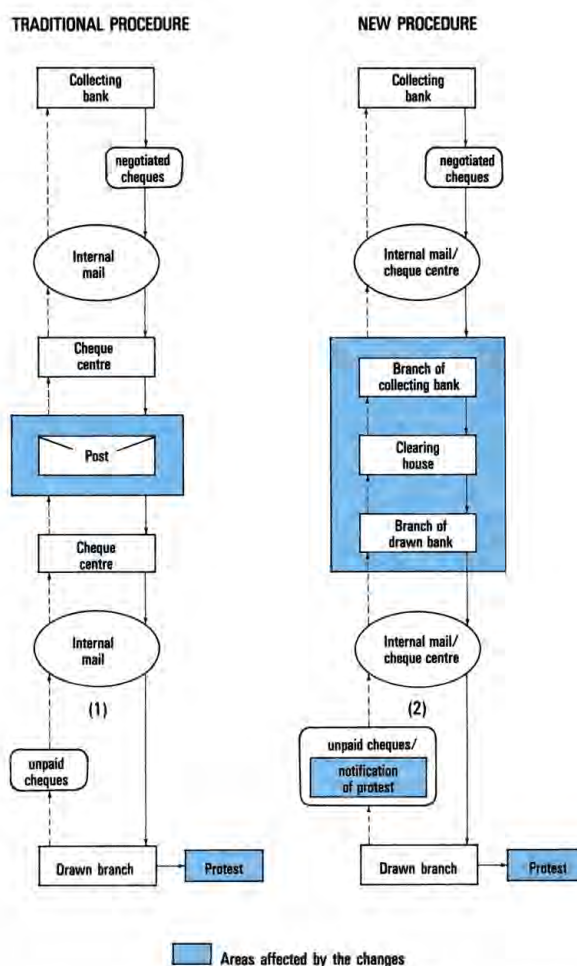 TRADITIONAL PROCEDURE
Collecting
bank
negotiated
cheques
Internal
mail
Cheque
centre
Post
Cheque
centre
Internal
mail
(1)
unpaid
cheques
Drawn branch
Protest
NEW PROCEDURE
Collecting
bank
negotiated
cheques
Internal mail/
cheque centre
Branch of
collecting bank
Clearing
house
Branch of
drawn bank
Internal mail/
cheque centre
(2)
unpaid cheques/
notification
of protest
Drawn branch
Protest
Areas affected by the changes